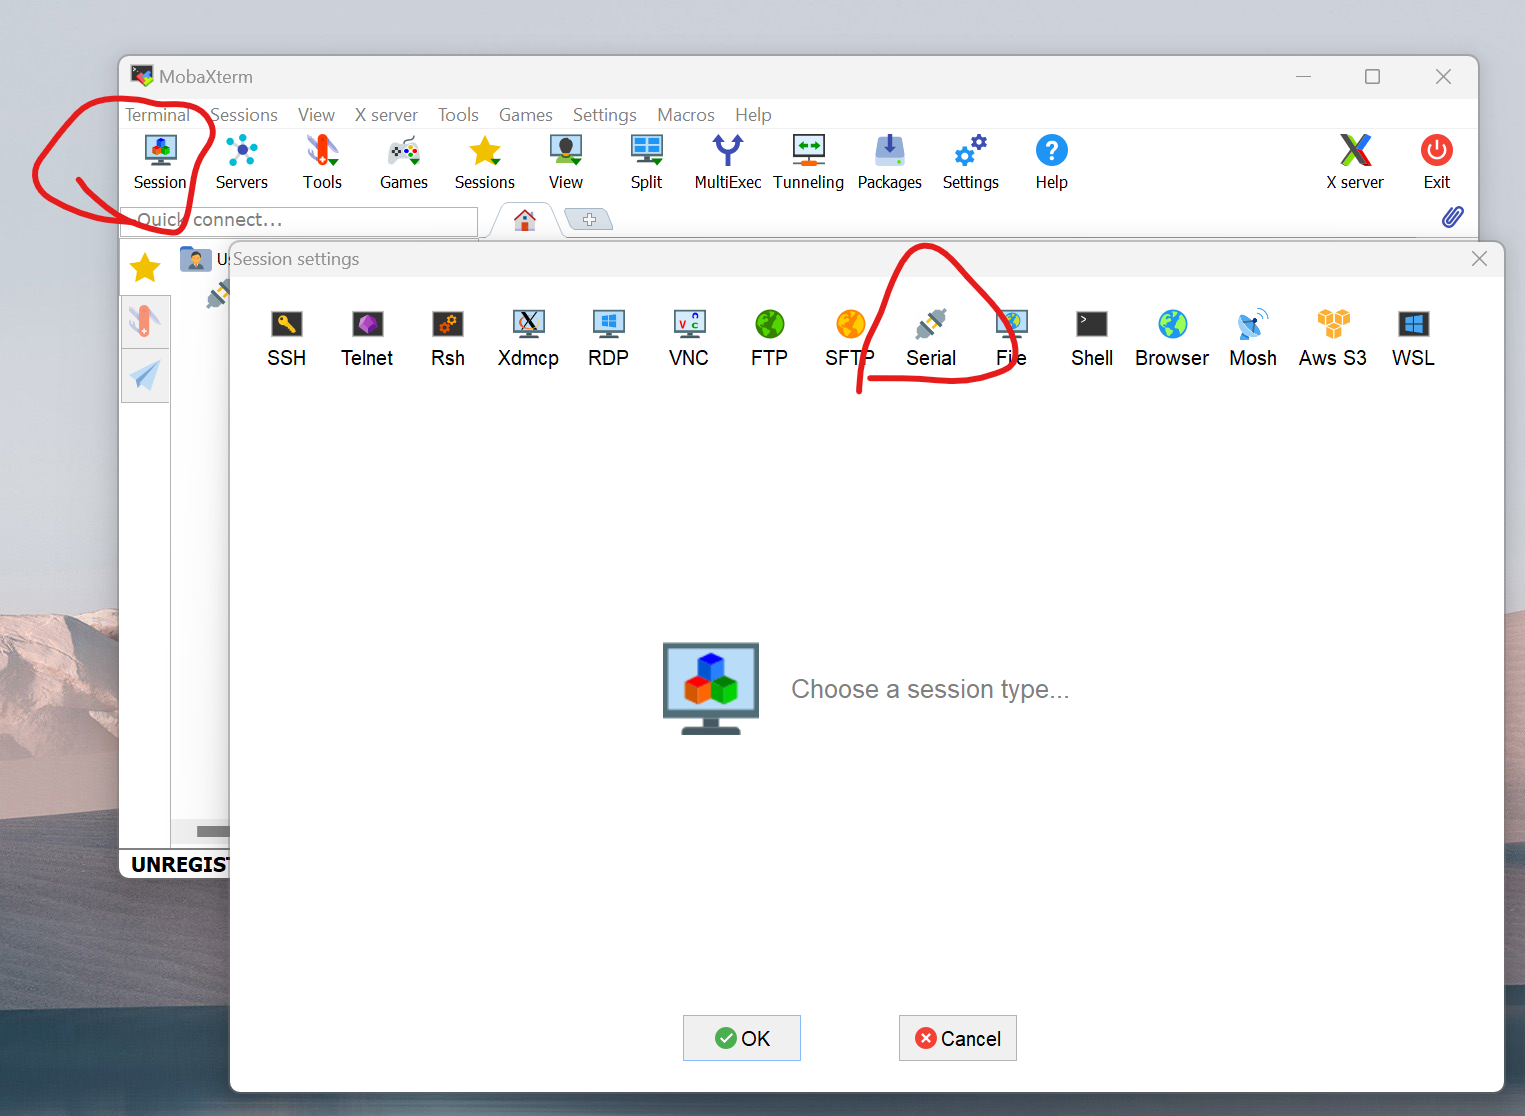 MobaXterm
Terminal Sessions View X server Tools Games Settings Macros Help
Session Servers Tools Games Sessions View Split MultiExec Tunneling Packages Settings Help X server Exit
Quick connect...
Us
Session settings
SSH Telnet Rsh Xdmcp RDP VNC FTP SFTP Serial File Shell Browser Mosh Aws S3 WSL
Choose a session type...
UNREGIST
OK Cancel